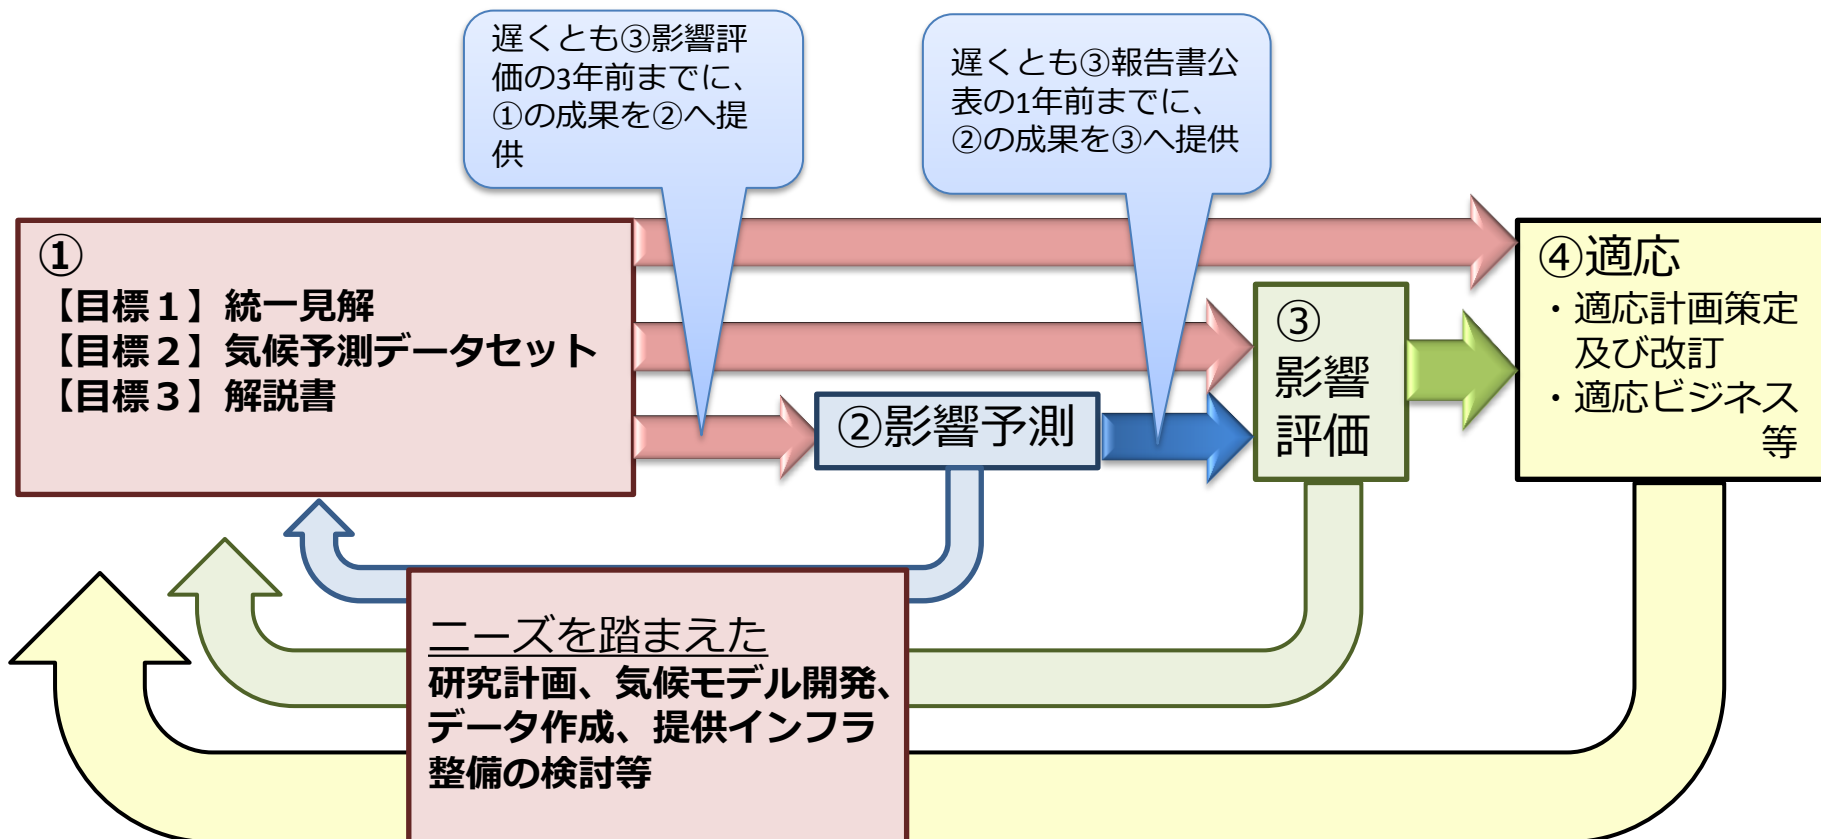 遅くとも③影響評
価の3年前までに、
①の成果を②へ提
供
遅くとも③報告書公
表の1年前までに、
②の成果を③へ提供
①
【目標１】統一見解
【目標２】気候予測データセット
【目標３】解説書
②影響予測
③
影響
評価
④適応
・適応計画策定
及び改訂
・適応ビジネス
等
ニーズを踏まえた
研究計画、気候モデル開発、
データ作成、提供インフラ
整備の検討等